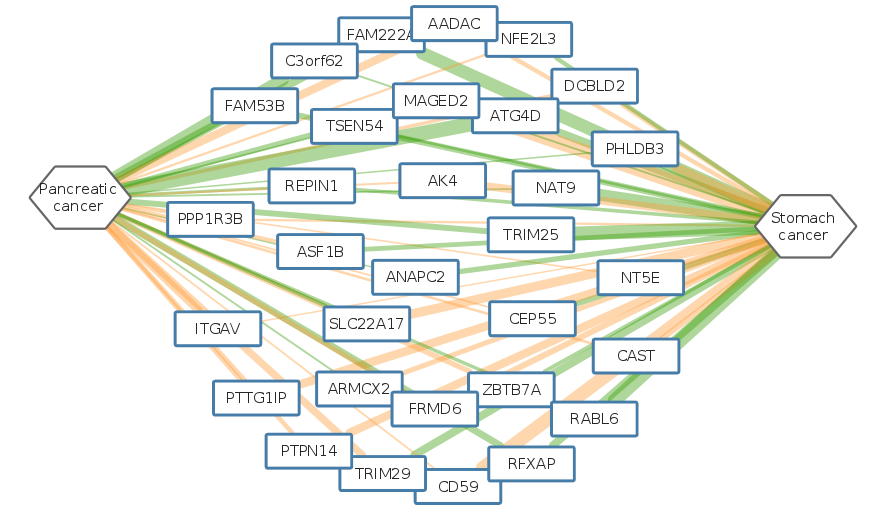 AADAC
FAM222A
NFE2L3
C3orf62
DCBLD2
MAGED2
FAM53B
ATG4D
TSEN54
PHLDB3
AK4
REPIN1
NAT9
Pancreatic
cancer
PPP1R3B
Stomach
cancer
TRIM25
ASF1B
ANAPC2
NT5E
CEP55
SLC22A17
ITGAV
CAST
ARMCX2
ZBTB7A
PTTG1IP
FRMD6
RABL6
PTPN14
RFXAP
TRIM29
CD59